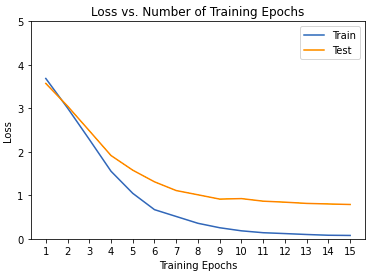 Loss vs. Number of Training Epochs
Train
Test
5
4
3
2
1
0
Loss
1 2 3 4 5 6 7 8 9 10 11 12 13 14 15
Training Epochs